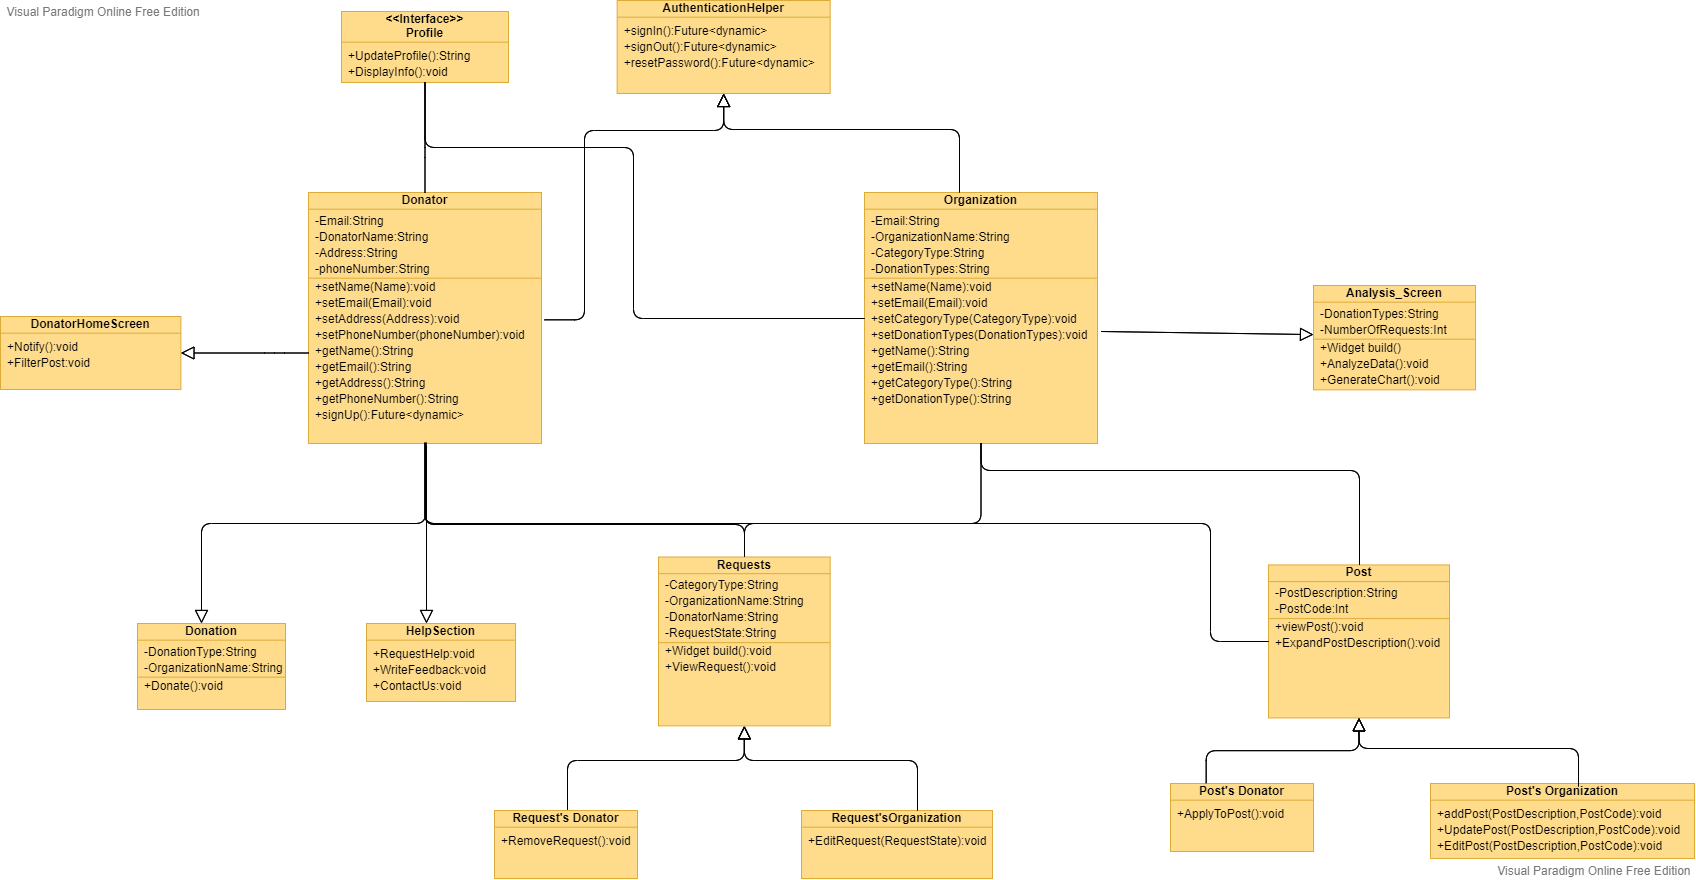 Visual Paradigm Online Free Edition
<<Interface>>
Profile
+UpdateProfile():String
+DisplayInfo():void
AuthenticationHelper
+signIn():Future<dynamic>
+signOut():Future<dynamic>
+resetPassword():Future<dynamic>
Donator
-Email:String
-DonatorName:String
-Address:String
-phoneNumber:String
+setName(Name):void
+setEmail(Email):void
+setAddress(Address):void
+setPhoneNumber(phoneNumber):void
+getName():String
+getEmail():String
+getAddress():String
+getPhoneNumber():String
+signUp():Future<dynamic>
Organization
-Email:String
-OrganizationName:String
-CategoryType:String
-DonationTypes:String
+setName(Name):void
+setEmail(Email):void
+setCategoryType(CategoryType):void
+setDonationTypes(DonationTypes):void
+getName():String
+getEmail():String
+getCategoryType():String
+getDonationType():String
Analysis_Screen
-DonationTypes:String
-NumberOfRequests:Int
+Widget build()
+AnalyzeData():void
+GenerateChart():void
DonatorHomeScreen
+Notify():void
+FilterPost:void
Donation
-DonationType:String
-OrganizationName:String
+Donate():void
HelpSection
+RequestHelp:void
+WriteFeedback:void
+ContactUs:void
Requests
-CategoryType:String
-OrganizationName:String
-DonatorName:String
-RequestState:String
+Widget build():void
+ViewRequest():void
Post
-PostDescription:String
-PostCode:Int
+viewPost():void
+ExpandPostDescription():void
Request's Donator
+RemoveRequest():void
Request'sOrganization
+EditRequest(RequestState):void
Post's Donator
+ApplyToPost():void
Post's Organization
+addPost(PostDescription,PostCode):void
+UpdatePost(PostDescription,PostCode):void
+EditPost(PostDescription,PostCode):void
Visual Paradigm Online Free Edition